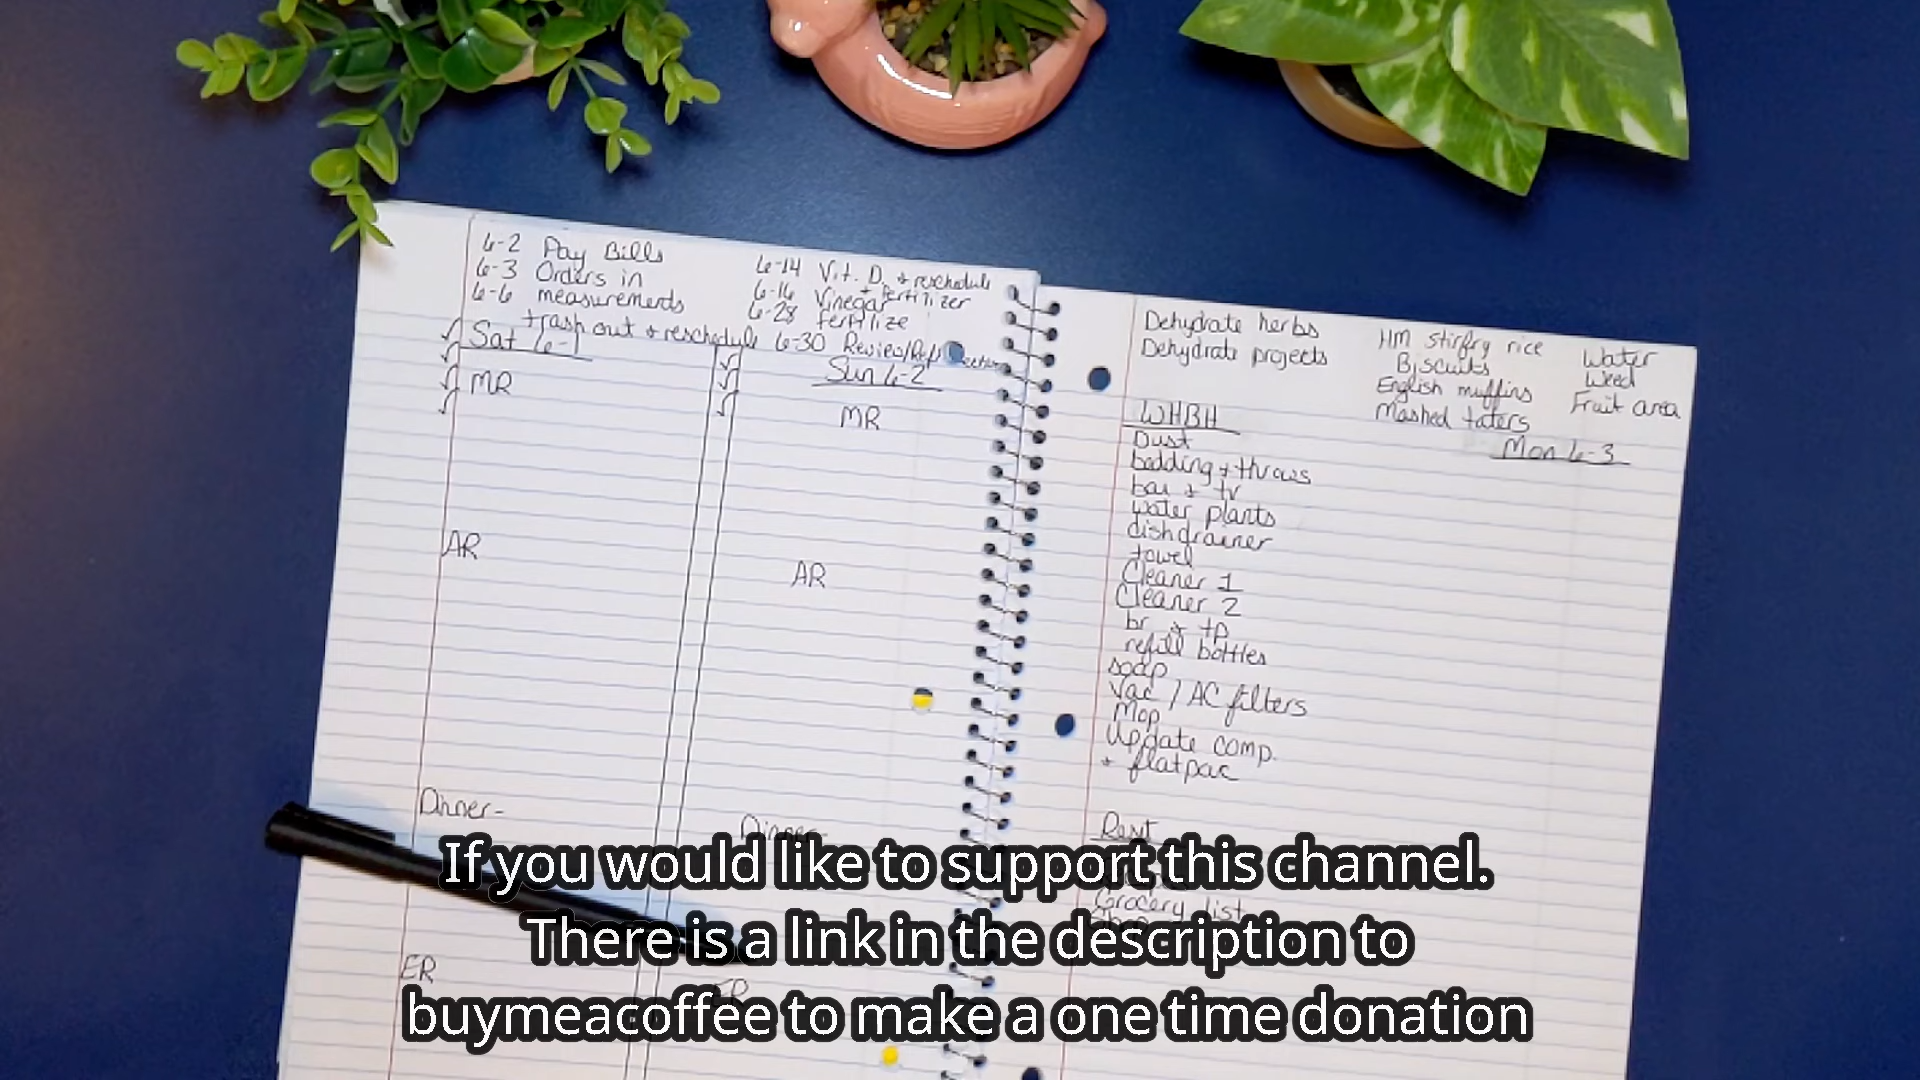 6-2 Pay Bills
6-3 Orders in
6-6 measurements
trash out + reschedule
6-14 Vit. D. + reschedule
6-16 Vinegar + fertilizer
6-28 fertilize
6-30 Review/Ref
Sat 6-1
MR
AR
Dinner-
ER
Sun 6-2
MR
AR
Dinner-
ER
Dehydrate herbs
Dehydrate projects
HM stirfry rice
Biscuits
English muffins
Mashed taters
Water
Weed
Fruit area
Mon 6-3
WHBH
Dust
bedding + throws
bar + tv
water plants
dishdrainer
towel
Cleaner 1
Cleaner 2
br + tp
refill bottles
soap
Vac / AC filters
Mop
Update comp.
+ flatpac
Reset
Grocery list
If you would like to support this channel.
There is a link in the description to
buymeacoffee to make a one time donation